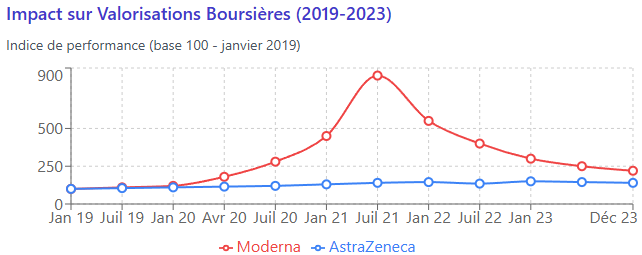 Impact sur Valorisations Boursières (2019-2023)
Indice de performance (base 100 - janvier 2019)
900
500
250
0
Jan 19 Juil 19 Jan 20 Avr 20 Juil 20 Jan 21 Juil 21 Jan 22 Juil 22 Jan 23 Déc 23
Moderna AstraZeneca